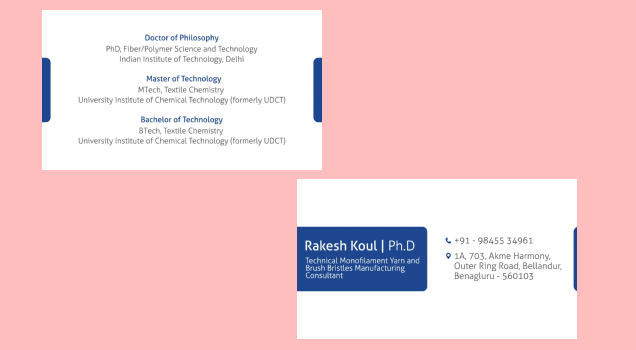 Doctor of Philosophy
PhD, Fiber/Polymer Science and Technology
Indian Institute of Technology, Delhi
Master of Technology
MTech, Textile Chemistry
University Institute of Chemical Technology (formerly UDCT)
Bachelor of Technology
BTech, Textile Chemistry
University Institute of Chemical Technology (formerly UDCT)
Rakesh Koul | Ph.D
Technical Monofilament Yarn and
Brush Bristles Manufacturing
Consultant
+91 - 98455 34961
1A, 703, Akme Harmony,
Outer Ring Road, Bellandur,
Benagluru - 560103